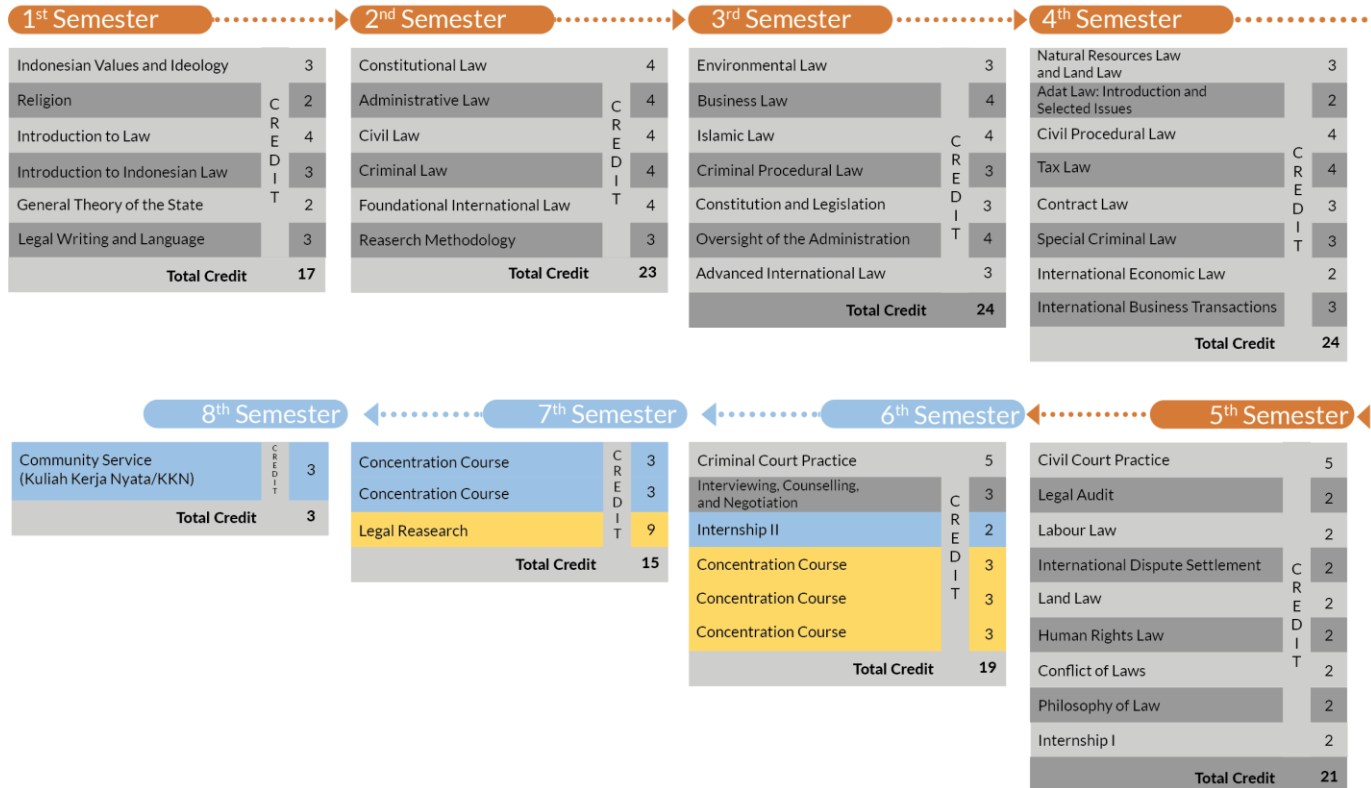 1st Semester
Indonesian Values and Ideology 3
Religion 2
Introduction to Law 4
Introduction to Indonesian Law 3
General Theory of the State 2
Legal Writing and Language 3
CREDIT
Total Credit 17
2nd Semester
Constitutional Law 4
Administrative Law 4
Civil Law 4
Criminal Law 4
Foundational International Law 4
Reaserch Methodology 3
CREDIT
Total Credit 23
3rd Semester
Environmental Law 3
Business Law 4
Islamic Law 4
Criminal Procedural Law 3
Constitution and Legislation 3
Oversight of the Administration 4
Advanced International Law 3
CREDIT
Total Credit 24
4th Semester
Natural Resources Law
and Land Law 3
Adat Law: Introduction and
Selected Issues 2
Civil Procedural Law 4
Tax Law 4
Contract Law 3
Special Criminal Law 3
International Economic Law 2
International Business Transactions 3
CREDIT
Total Credit 24
8th Semester
Community Service
(Kuliah Kerja Nyata/KKN) 3
CREDIT
Total Credit 3
7th Semester
Concentration Course 3
Concentration Course 3
Legal Reasearch 9
CREDIT
Total Credit 15
6th Semester
Criminal Court Practice 5
Interviewing, Counselling,
and Negotiation 3
Internship II 2
Concentration Course 3
Concentration Course 3
Concentration Course 3
CREDIT
Total Credit 19
5th Semester
Civil Court Practice 5
Legal Audit 2
Labour Law 2
International Dispute Settlement 2
Land Law 2
Human Rights Law 2
Conflict of Laws 2
Philosophy of Law 2
Internship I 2
CREDIT
Total Credit 21